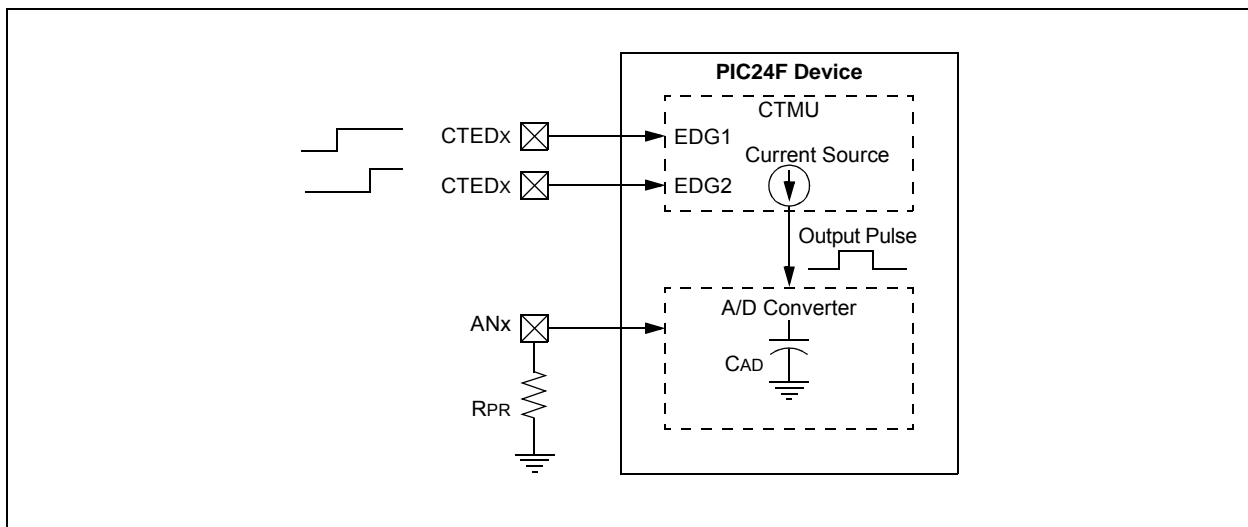 PIC24F Device
CTMU
CTEDX
EDG1
Current Source
CTEDX
EDG2
Output Pulse
A/D Converter
ANx
CAD
RPR